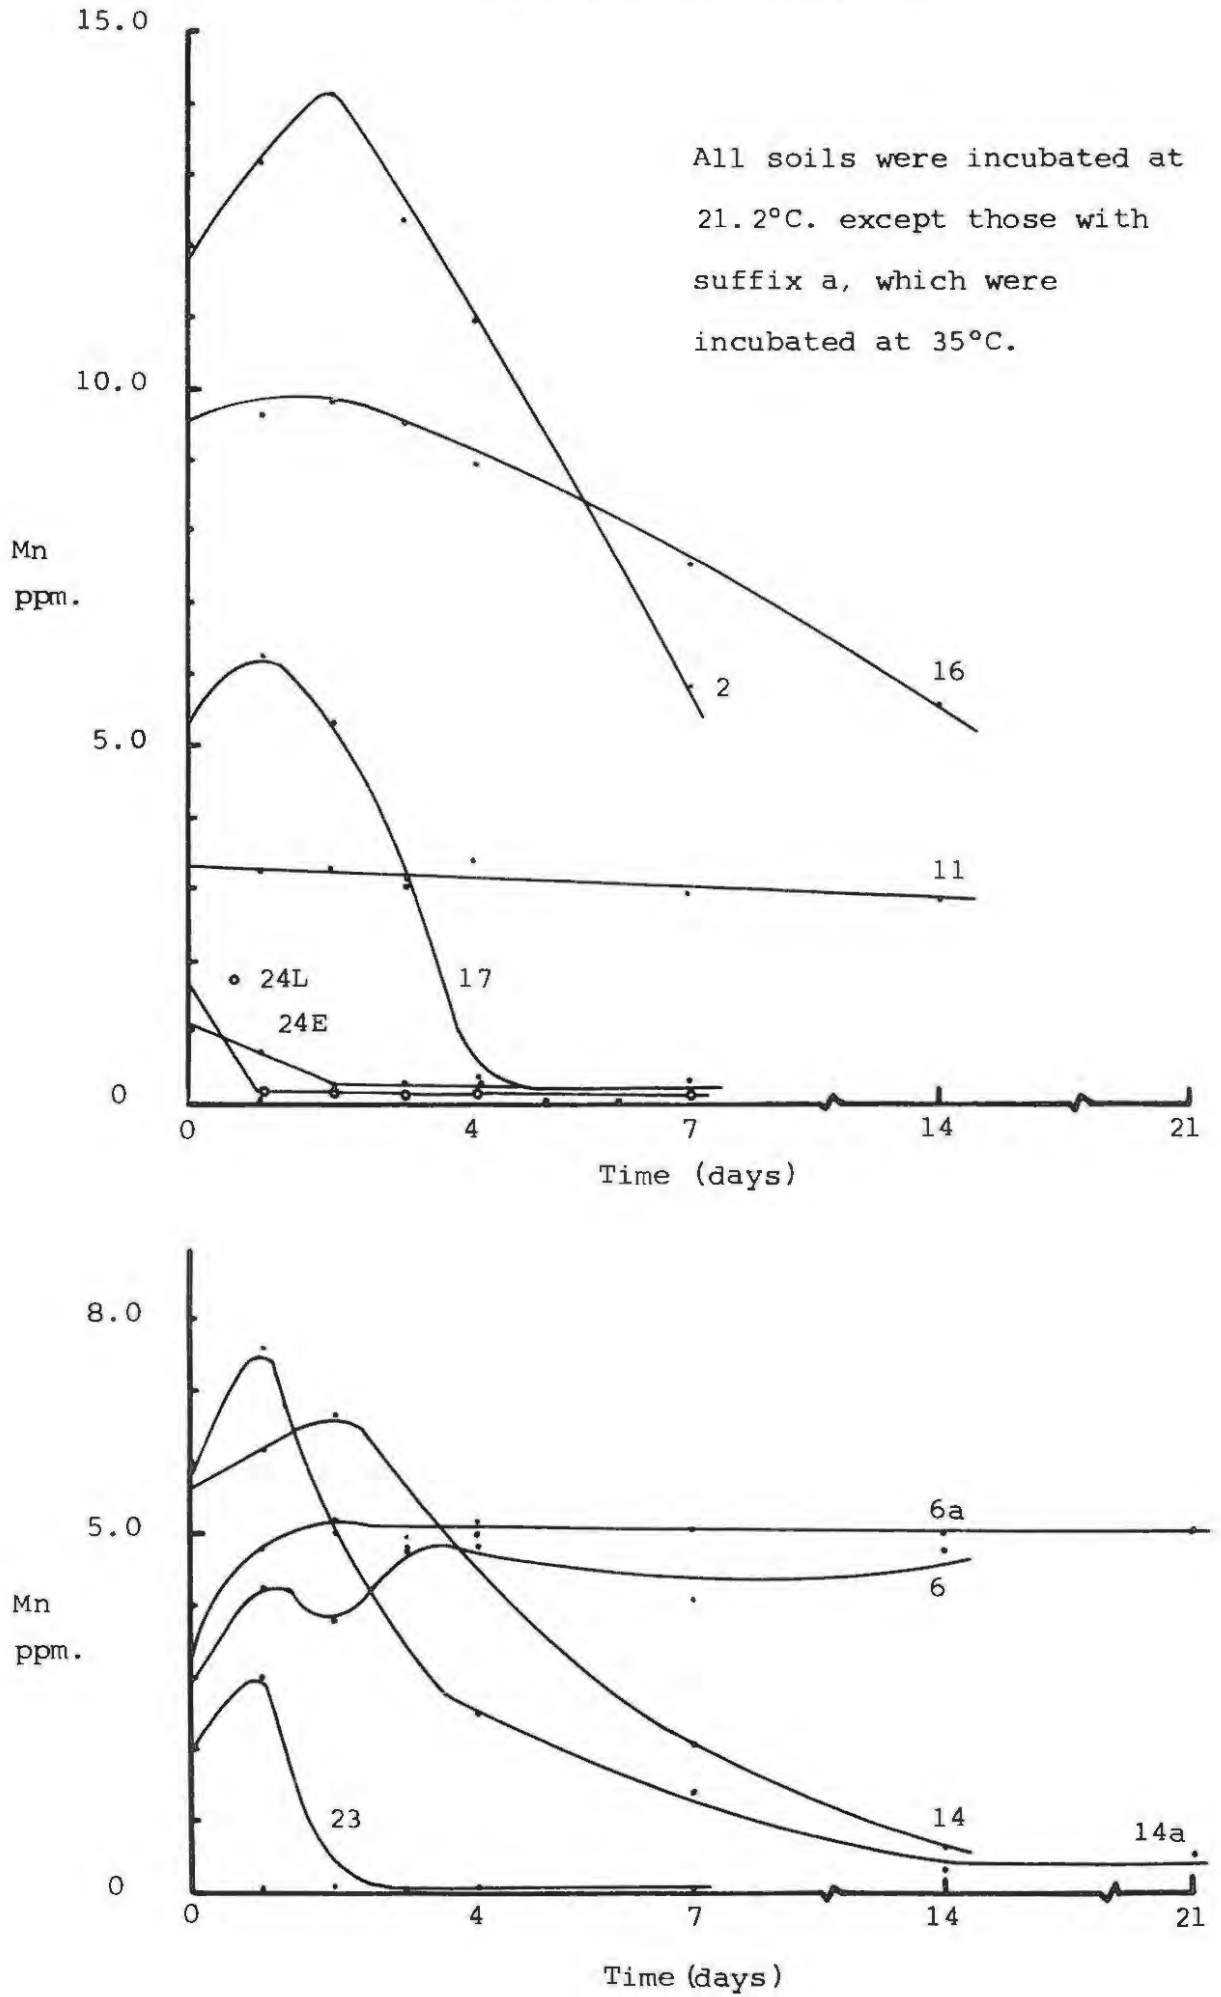 15.0
All soils were incubated at
21.2°C. except those with
suffix a, which were
incubated at 35°C.
10.0
Mn
ppm.
16
2
5.0
11
24L
17
24E
0
0
4
7
14
21
Time (days)
8.0
6a
5.0
6
Mn
ppm.
23
14
14a
0
0
4
7
14
21
Time (days)